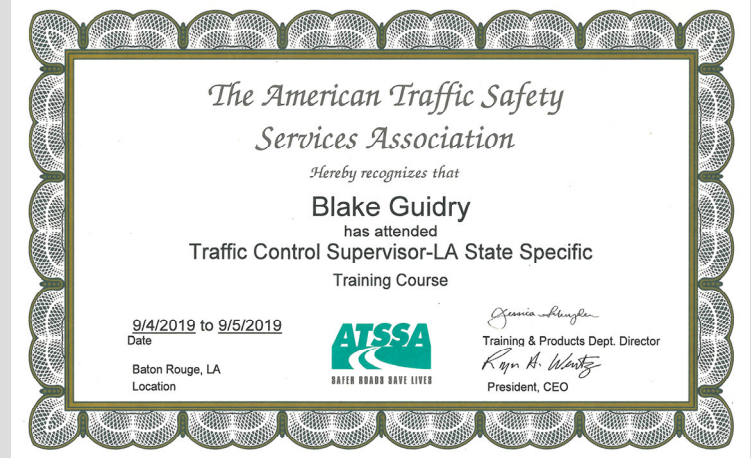 The American Traffic Safety
Services Association
Hereby recognizes that
Blake Guidry
has attended
Traffic Control Supervisor-LA State Specific
Training Course
9/4/2019 to 9/5/2019
Date
Baton Rouge, LA
Location
ATSSA
SAFER ROADS SAVE LIVES
Jessica
Training & Products Dept. Director
Wentz
President, CEO